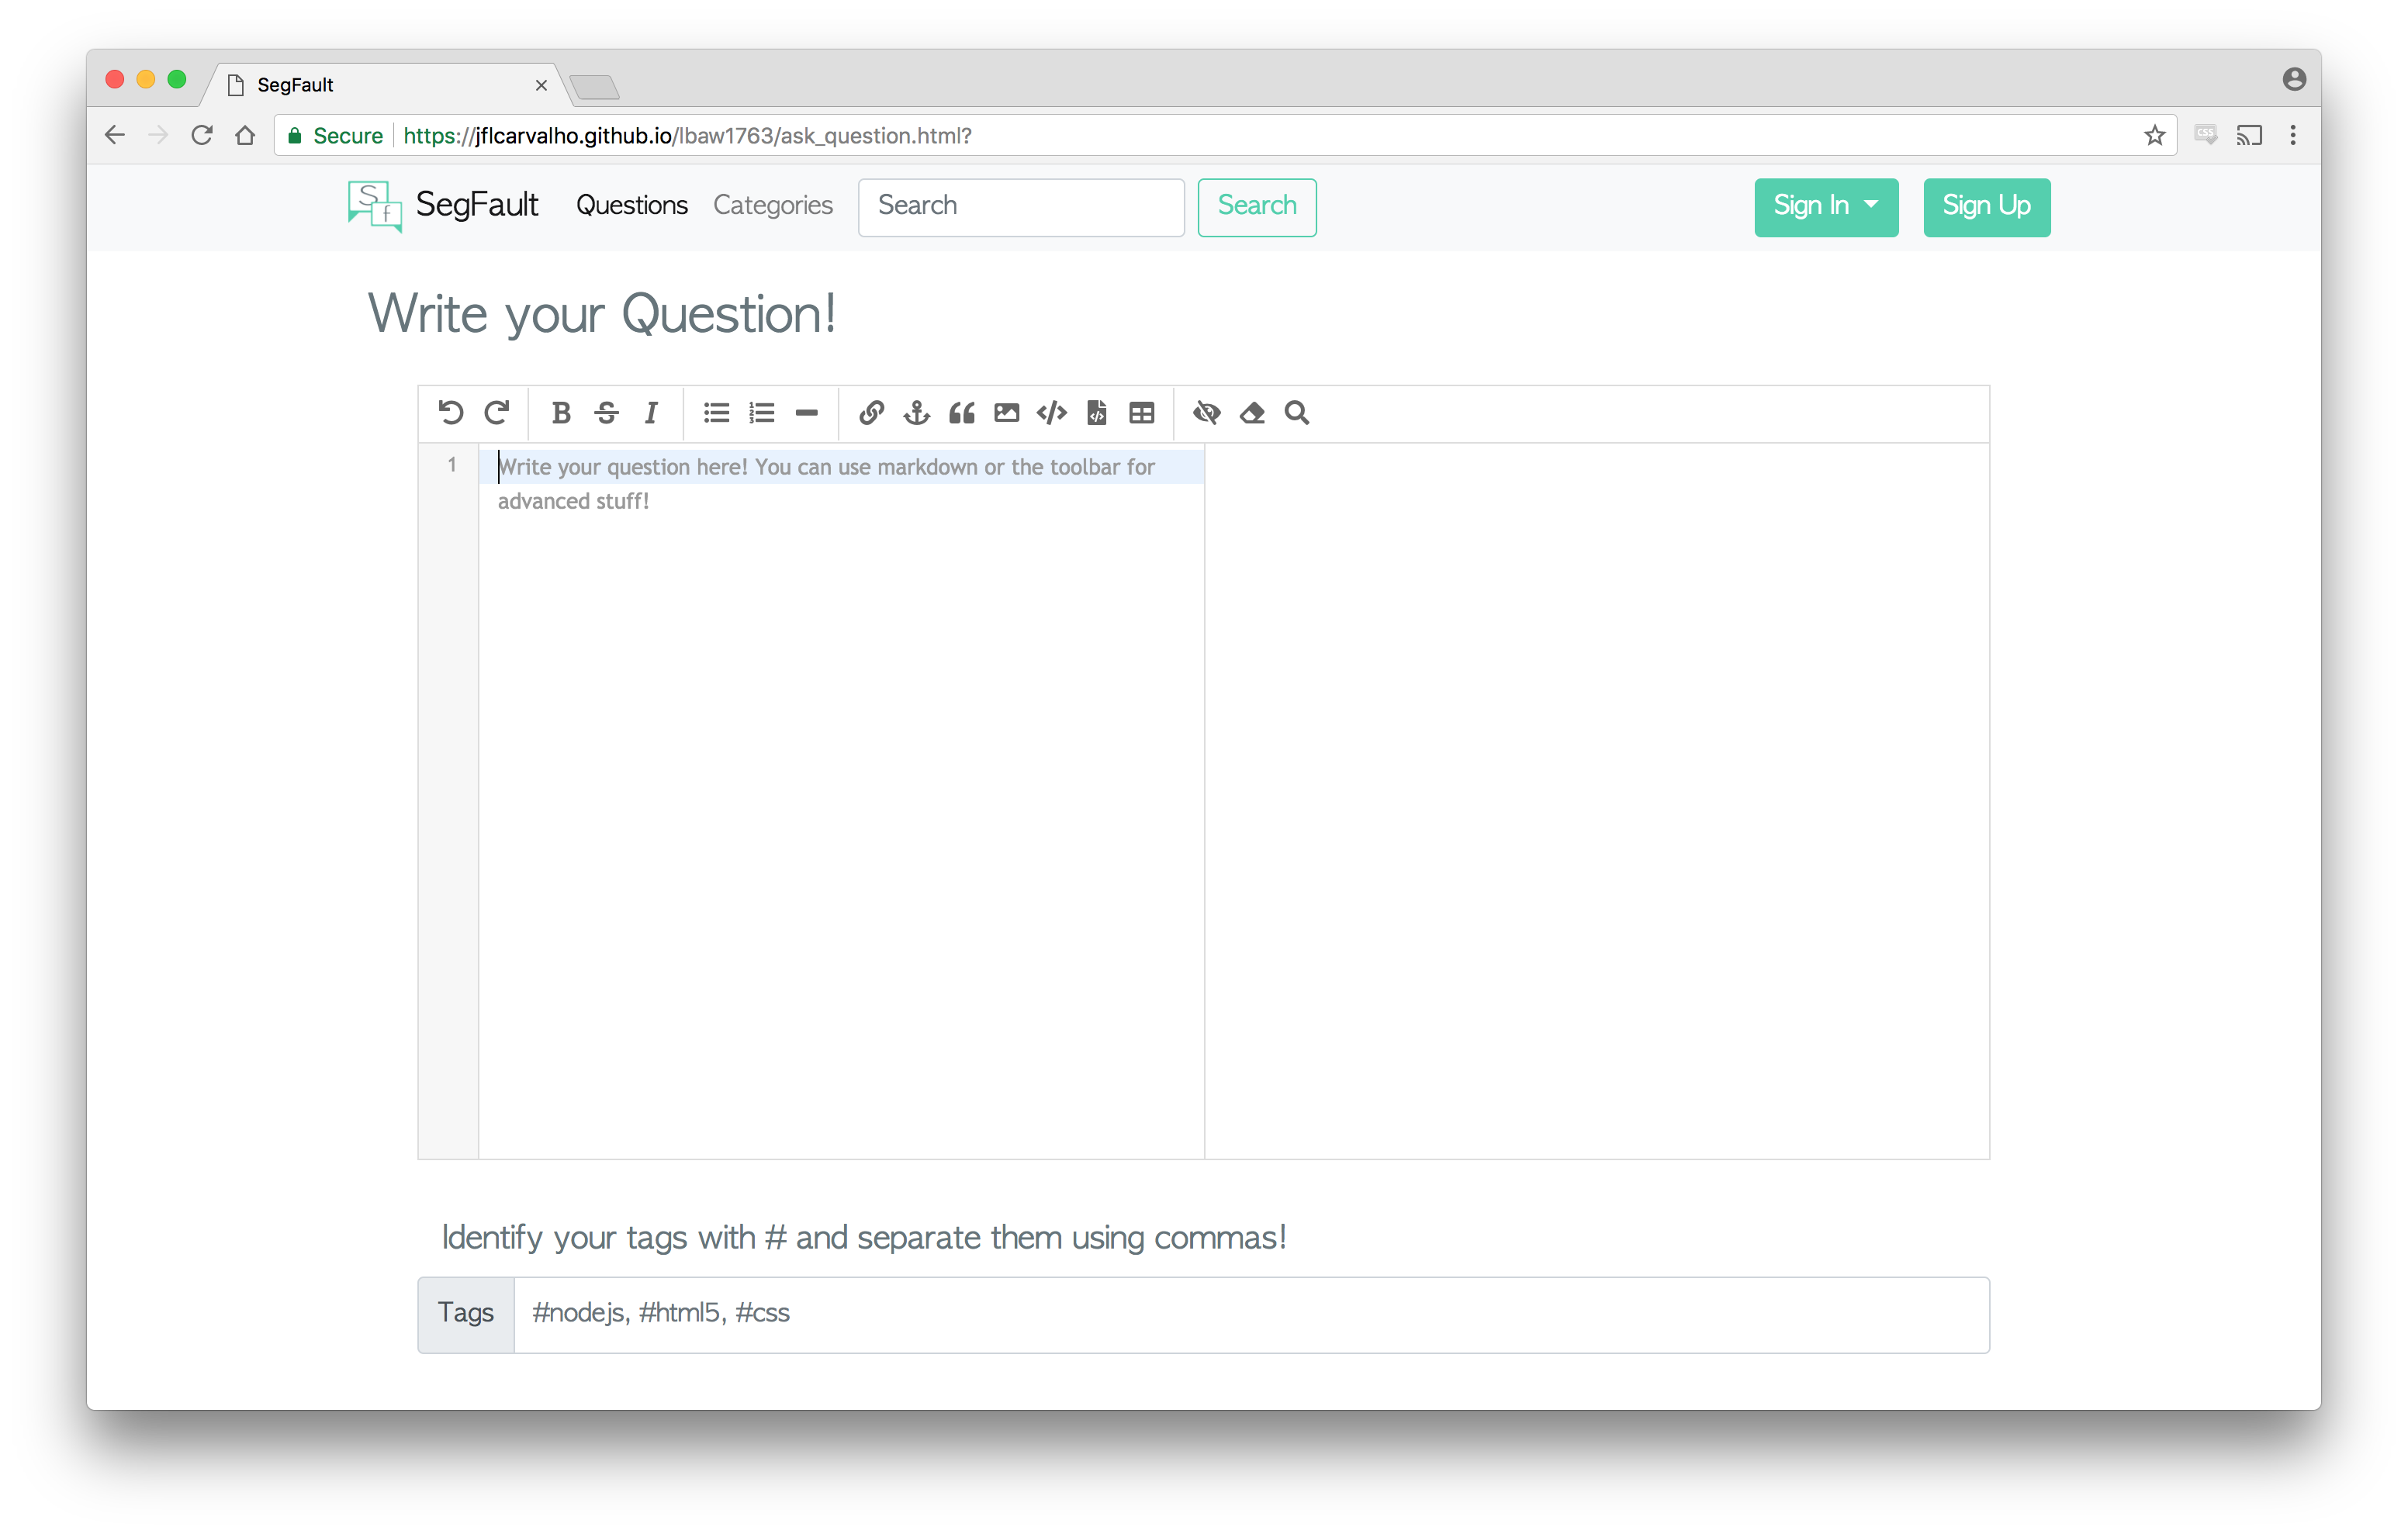 SegFault
Secure https://jflcarvalho.github.io/lbaw1763/ask_question.html? CSS
S f SegFault Questions Categories Search Search Sign In Sign Up
Write your Question!
B S I
1 Write your question here! You can use markdown or the toolbar for
advanced stuff!
Identify your tags with # and separate them using commas!
Tags #nodejs, #html5, #css